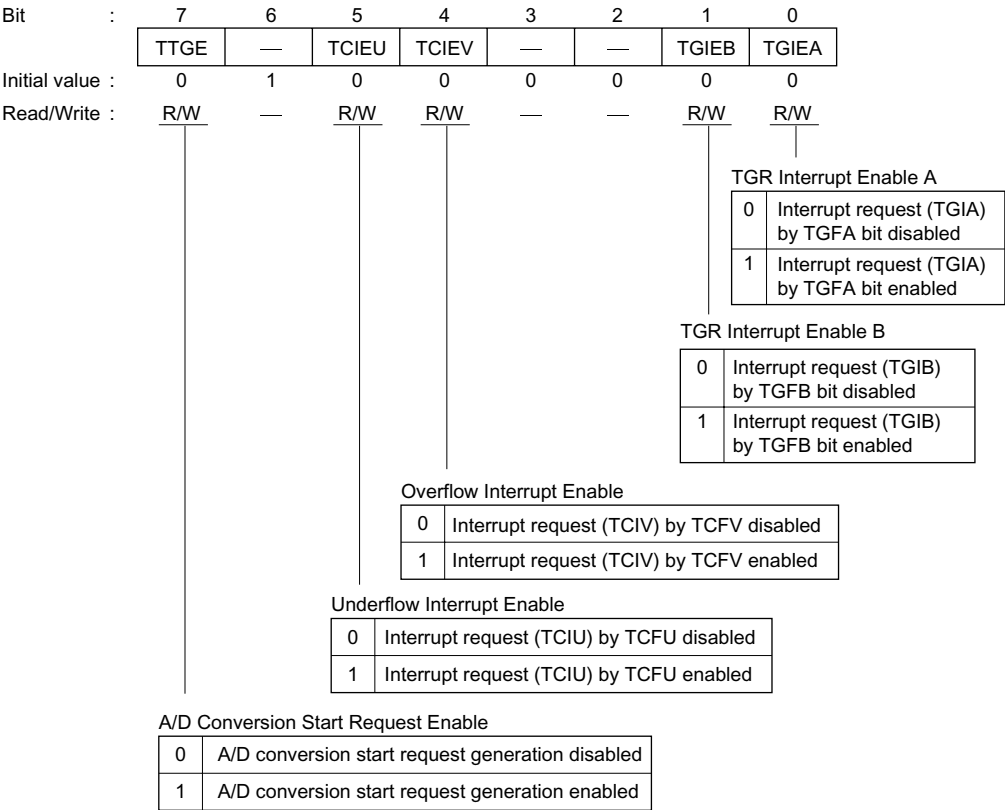 Bit : 7 6 5 4 3 2 1 0
TTGE — TCIEU TCIEV — — TGIEB TGIEA
Initial value : 0 1 0 0 0 0 0 0
Read/Write : R/W — R/W R/W — — R/W R/W
TGR Interrupt Enable A
0 Interrupt request (TGIA)
by TGFA bit disabled
1 Interrupt request (TGIA)
by TGFA bit enabled
TGR Interrupt Enable B
0 Interrupt request (TGIB)
by TGFB bit disabled
1 Interrupt request (TGIB)
by TGFB bit enabled
Overflow Interrupt Enable
0 Interrupt request (TCIV) by TCFV disabled
1 Interrupt request (TCIV) by TCFV enabled
Underflow Interrupt Enable
0 Interrupt request (TCIU) by TCFU disabled
1 Interrupt request (TCIU) by TCFU enabled
A/D Conversion Start Request Enable
0 A/D conversion start request generation disabled
1 A/D conversion start request generation enabled